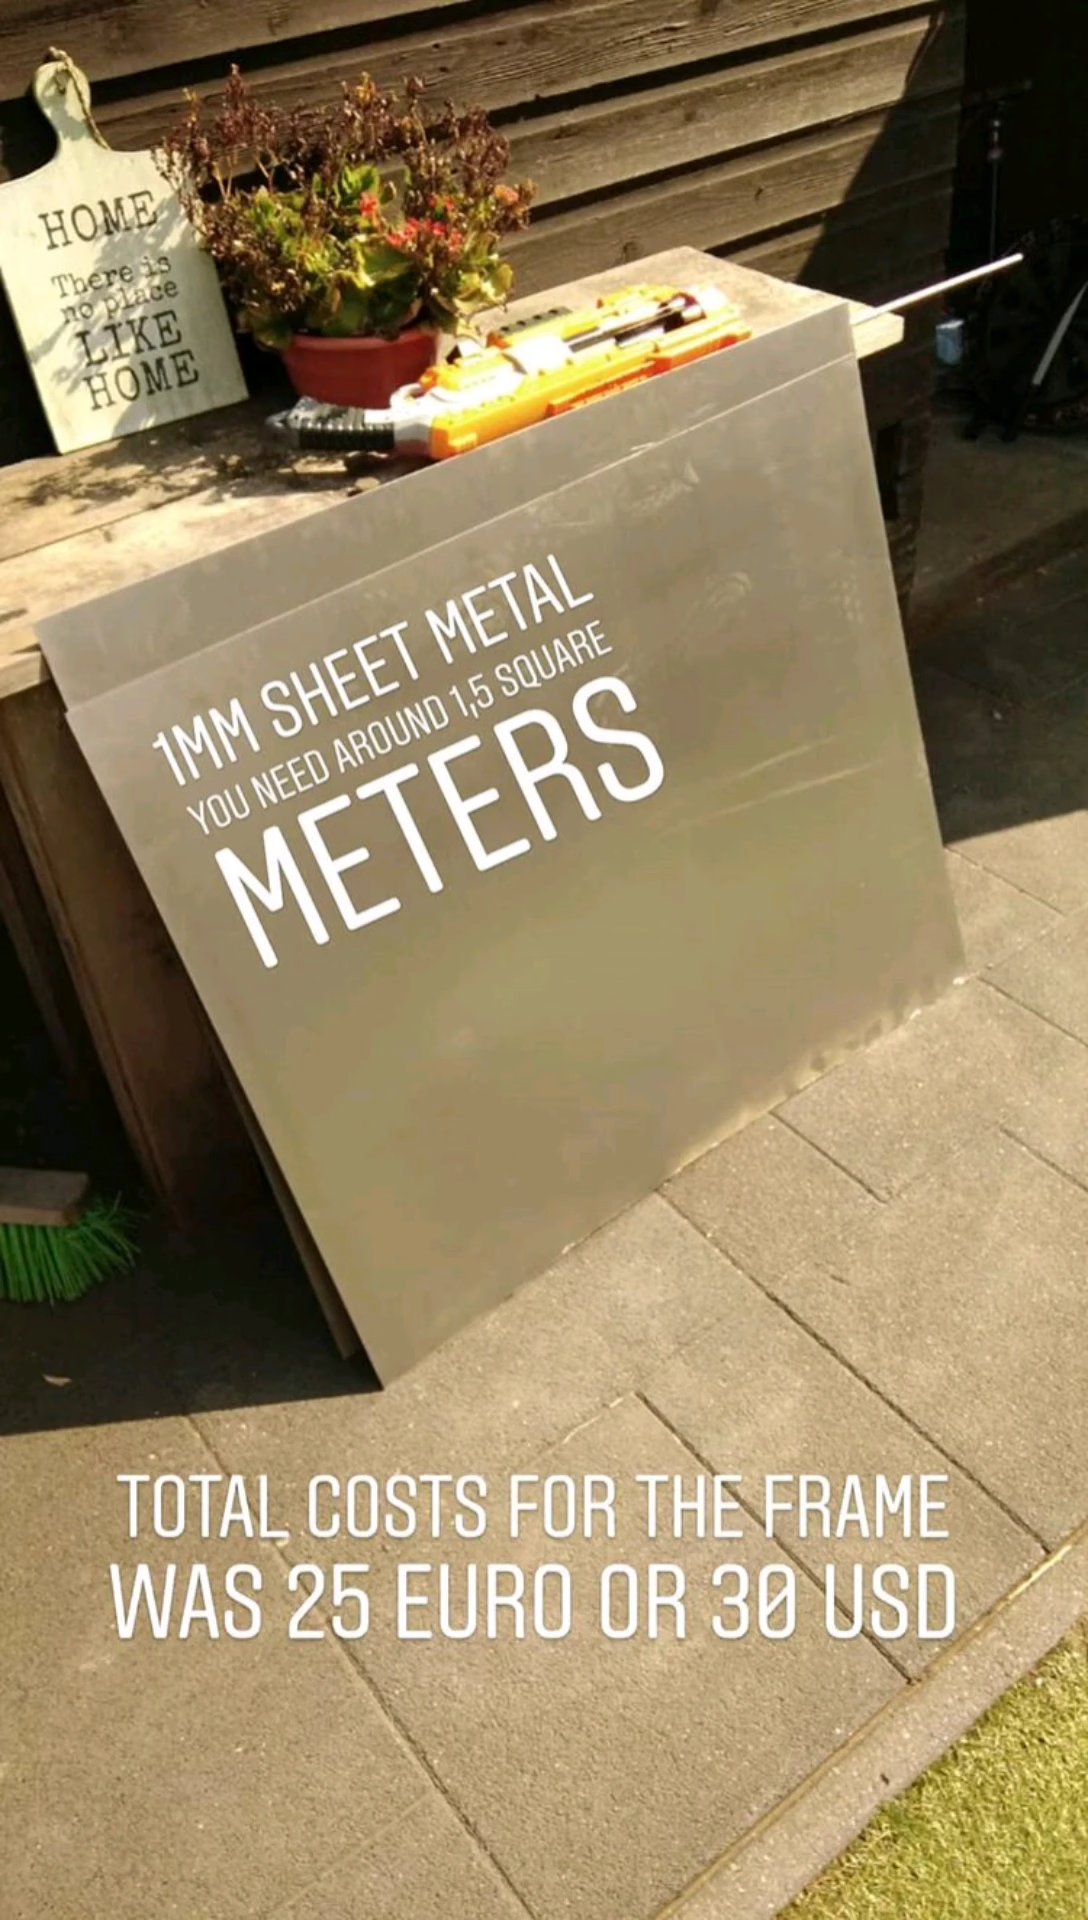 HOME
There is
no place
LIKE
HOME
1MM SHEET METAL
YOU NEED AROUND 1,5 SQUARE
METERS
TOTAL COSTS FOR THE FRAME
WAS 25 EURO OR 30 USD